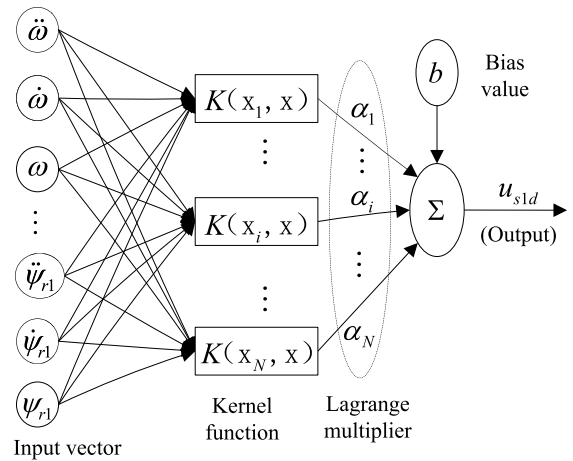 ω̈
ω̇
ω
⋮
ψ̈r1
ψ̇r1
ψr1
Input vector
K(x1, x)
⋮
K(xi, x)
⋮
K(xN, x)
Kernel
function
α1
⋮
αi
⋮
αN
Lagrange
multiplier
b
Bias
value
Σ
us1d
(Output)